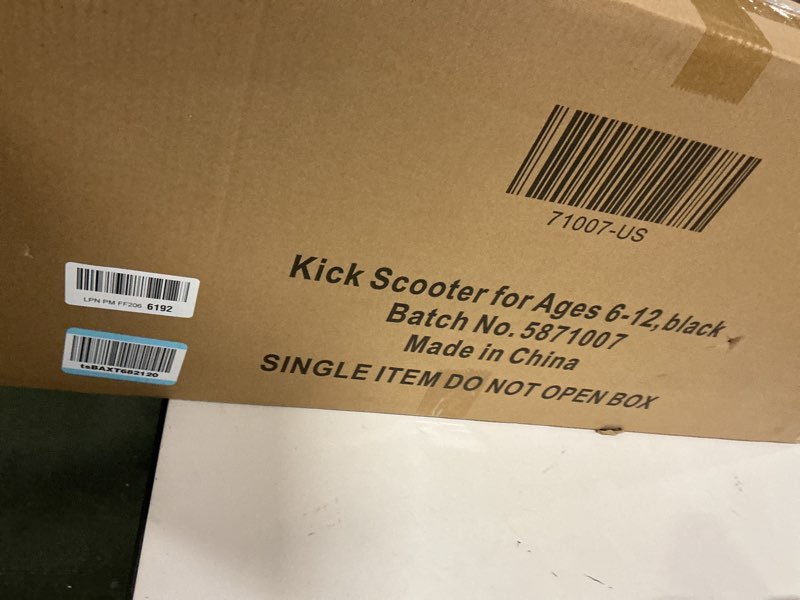 71007-US
Kick Scooter for Ages 6-12, black
Batch No. 5871007
Made in China
SINGLE ITEM DO NOT OPEN BOX
LPN PM FF206 6192
tsBAXT682120